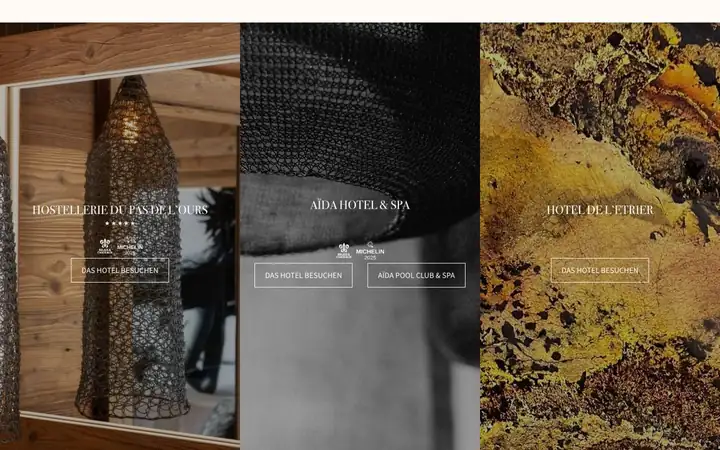 HOSTELLERIE DU PAS DE L'OURS
★★★★★
MICHELIN
2025
DAS HOTEL BESUCHEN
AÏDA HOTEL & SPA
MICHELIN
2025
DAS HOTEL BESUCHEN
AÏDA POOL CLUB & SPA
HOTEL DE L'ETRIER
DAS HOTEL BESUCHEN